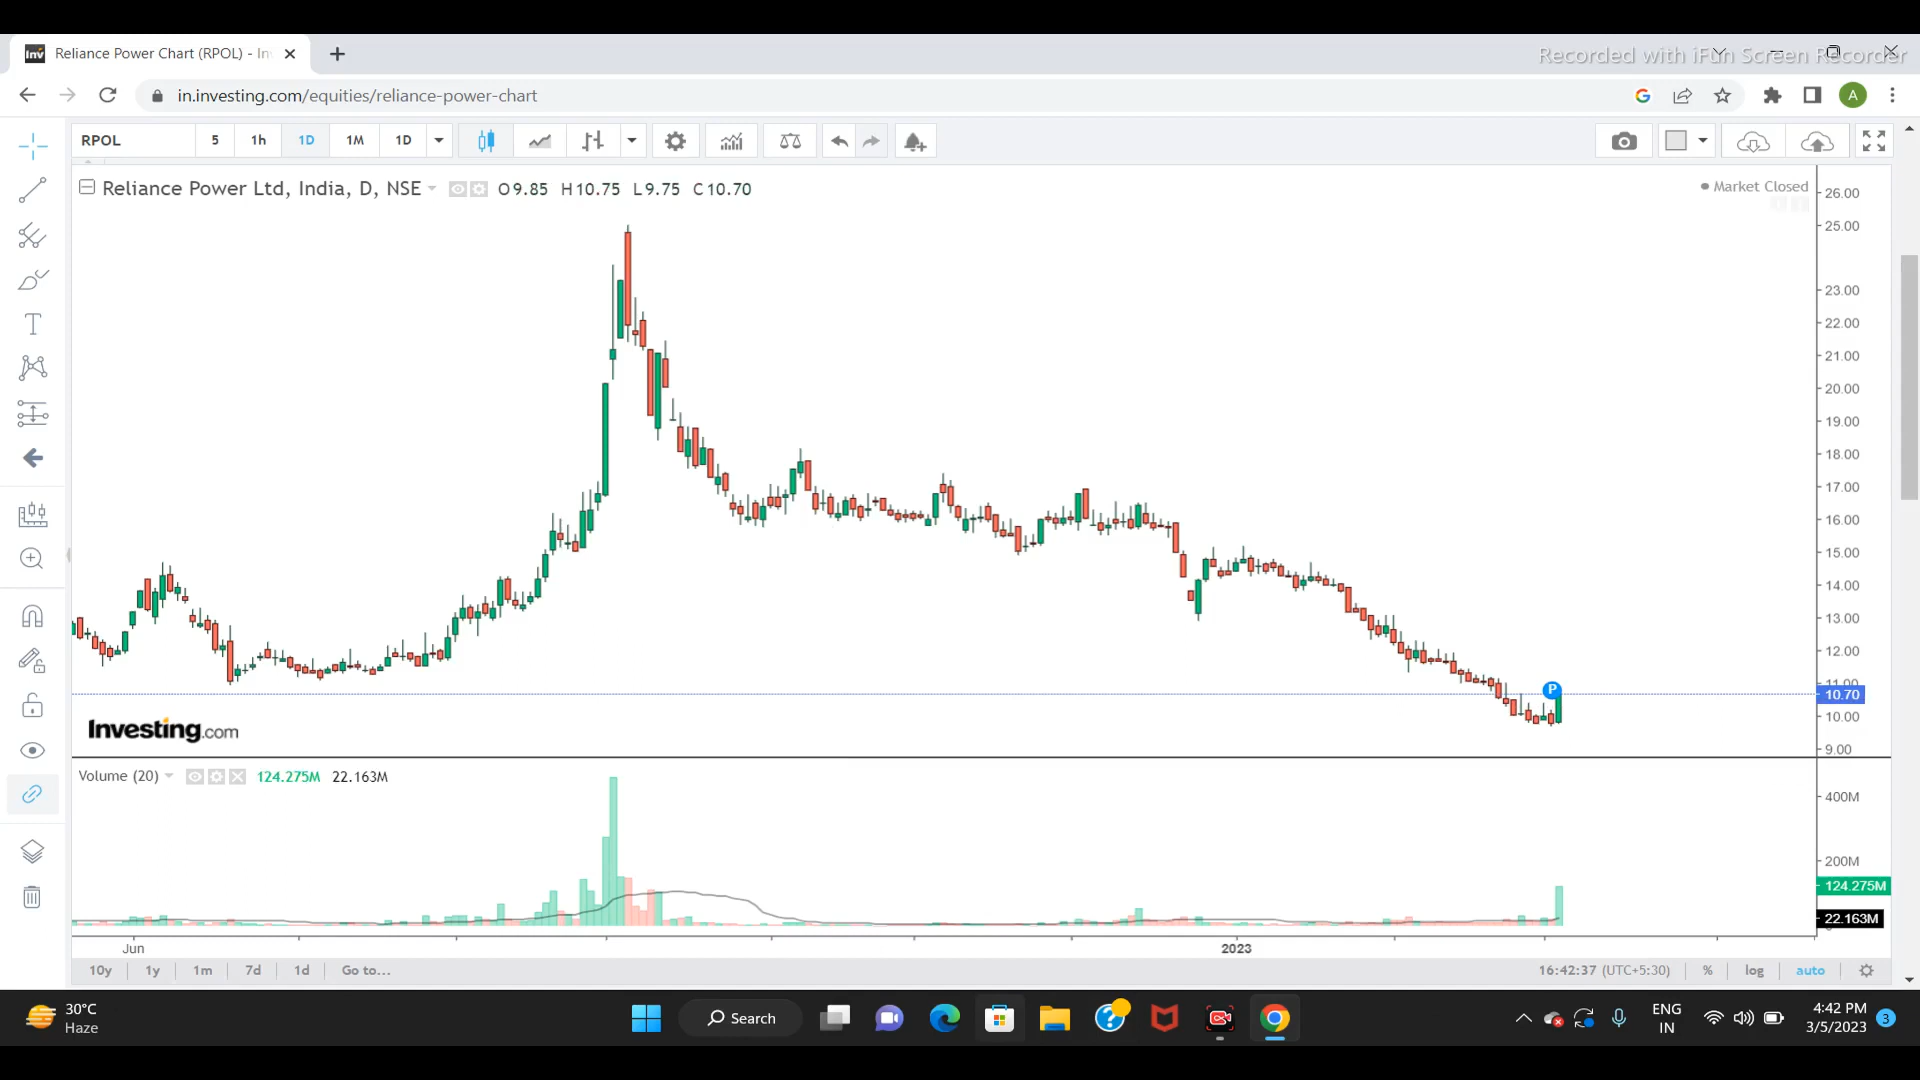 Reliance Power Chart (RPOL) - In
Recorded with iFun Screen Recorder
in.investing.com/equities/reliance-power-chart
A
RPOL 5 1h 1D 1M 1D
Reliance Power Ltd, India, D, NSE O9.85 H10.75 L9.75 C10.70
Market Closed
26.00
25.00
23.00
22.00
21.00
20.00
19.00
18.00
17.00
16.00
15.00
14.00
13.00
12.00
11.00
P
10.70
10.00
9.00
Investing.com
Volume (20) 124.275M 22.163M
400M
200M
124.275M
22.163M
Jun 2023
10y 1y 1m 7d 1d Go to... 16:42:37 (UTC+5:30) % log auto
30°C
Haze
Search
ENG
IN
4:42 PM
3/5/2023
3